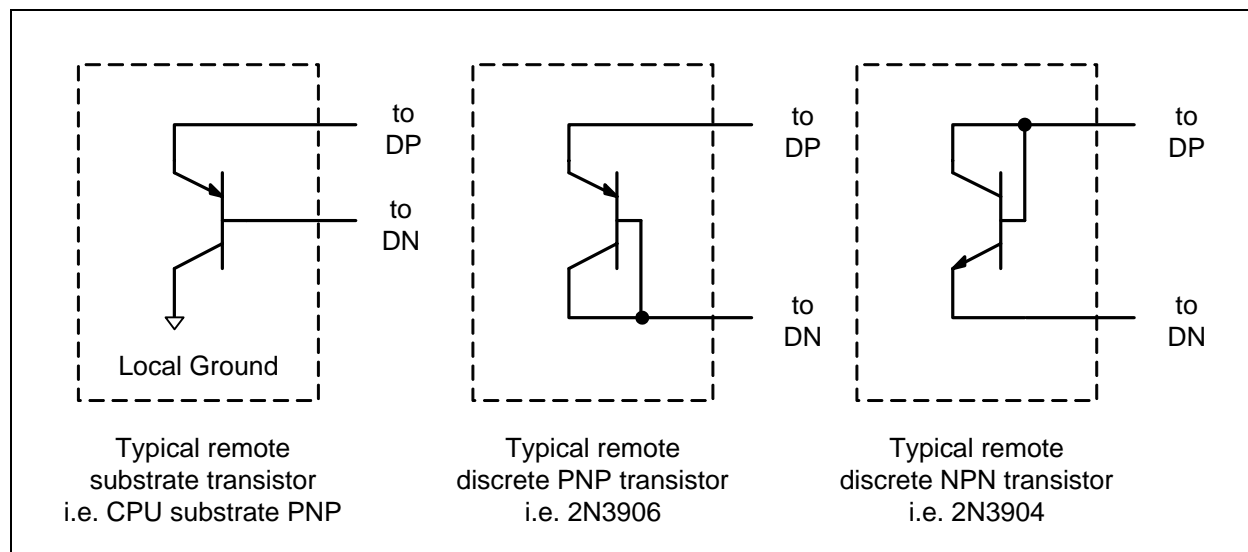 to
DP
to
DN
Local Ground
Typical remote
substrate transistor
i.e. CPU substrate PNP
to
DP
to
DN
Typical remote
discrete PNP transistor
i.e. 2N3906
to
DP
to
DN
Typical remote
discrete NPN transistor
i.e. 2N3904